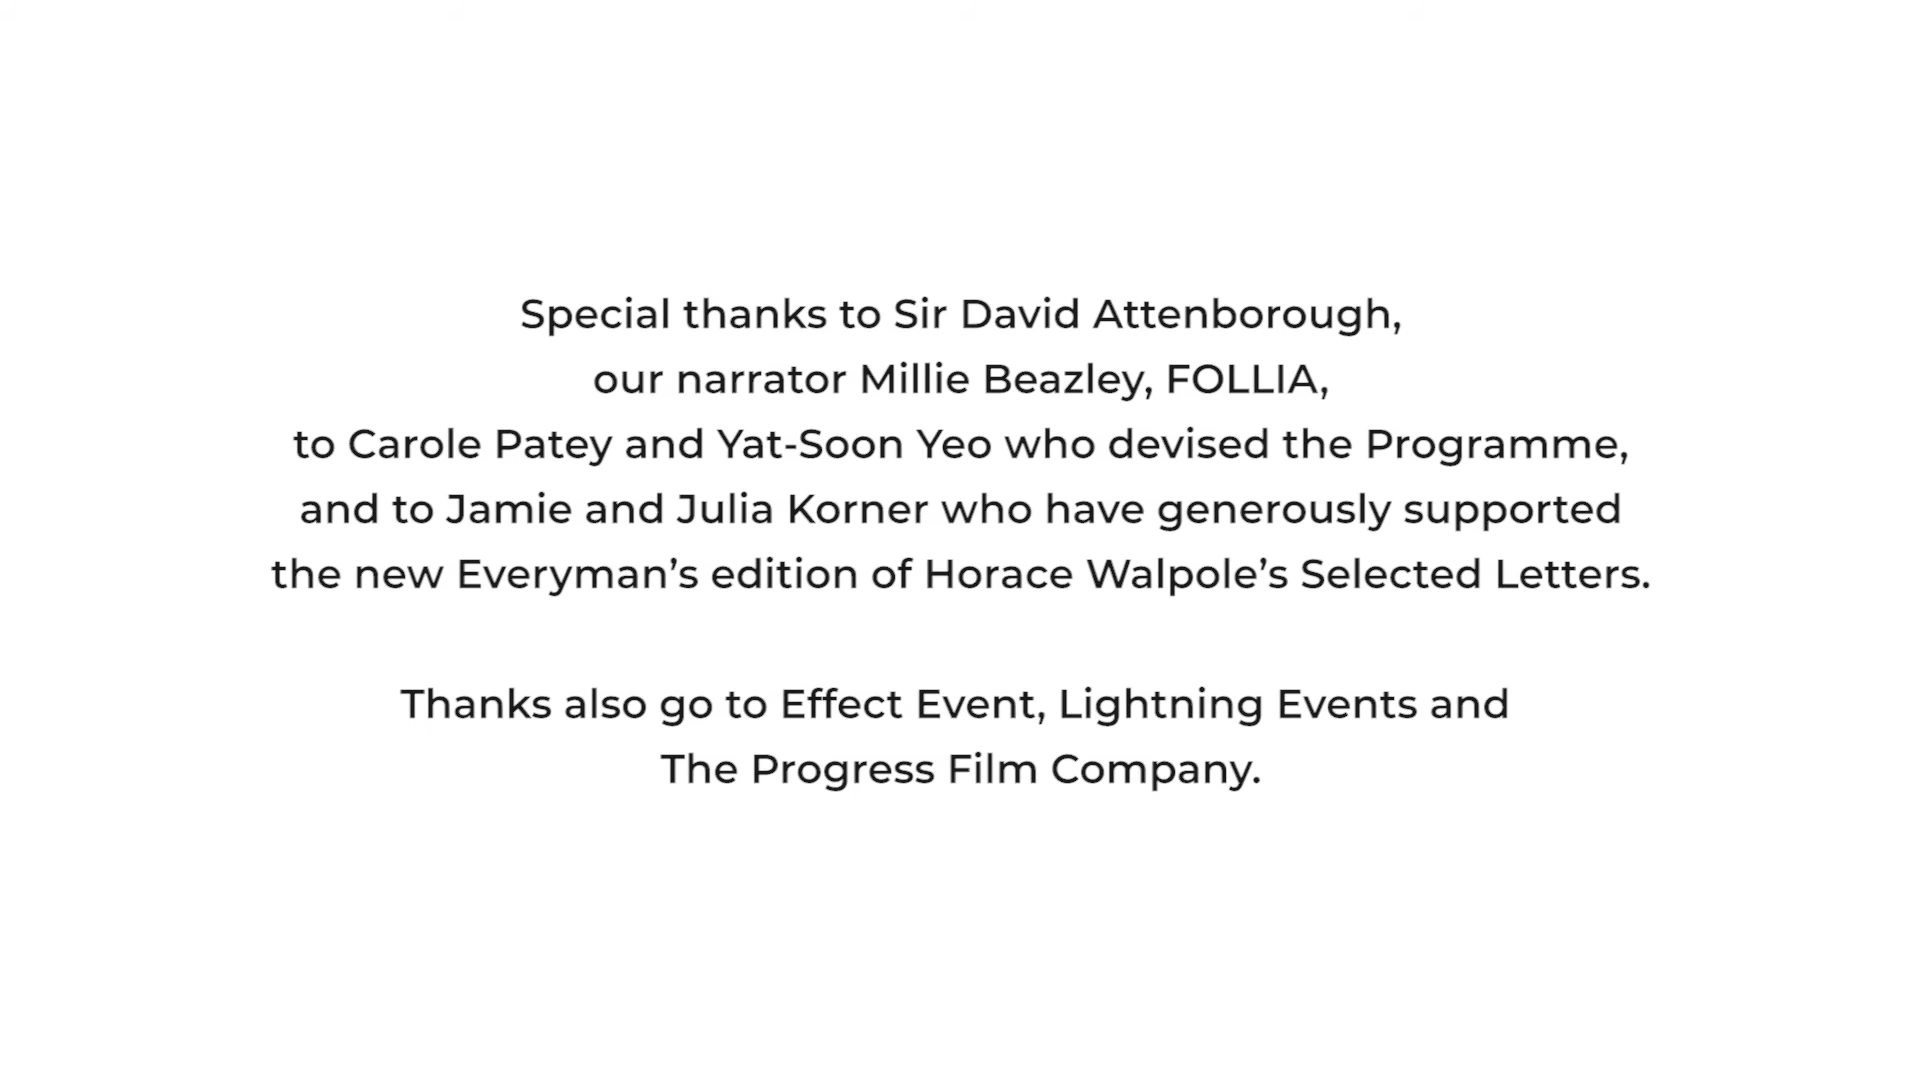 Special thanks to Sir David Attenborough,
our narrator Millie Beazley, FOLLIA,
to Carole Patey and Yat-Soon Yeo who devised the Programme,
and to Jamie and Julia Korner who have generously supported
the new Everyman’s edition of Horace Walpole’s Selected Letters.
Thanks also go to Effect Event, Lightning Events and
The Progress Film Company.